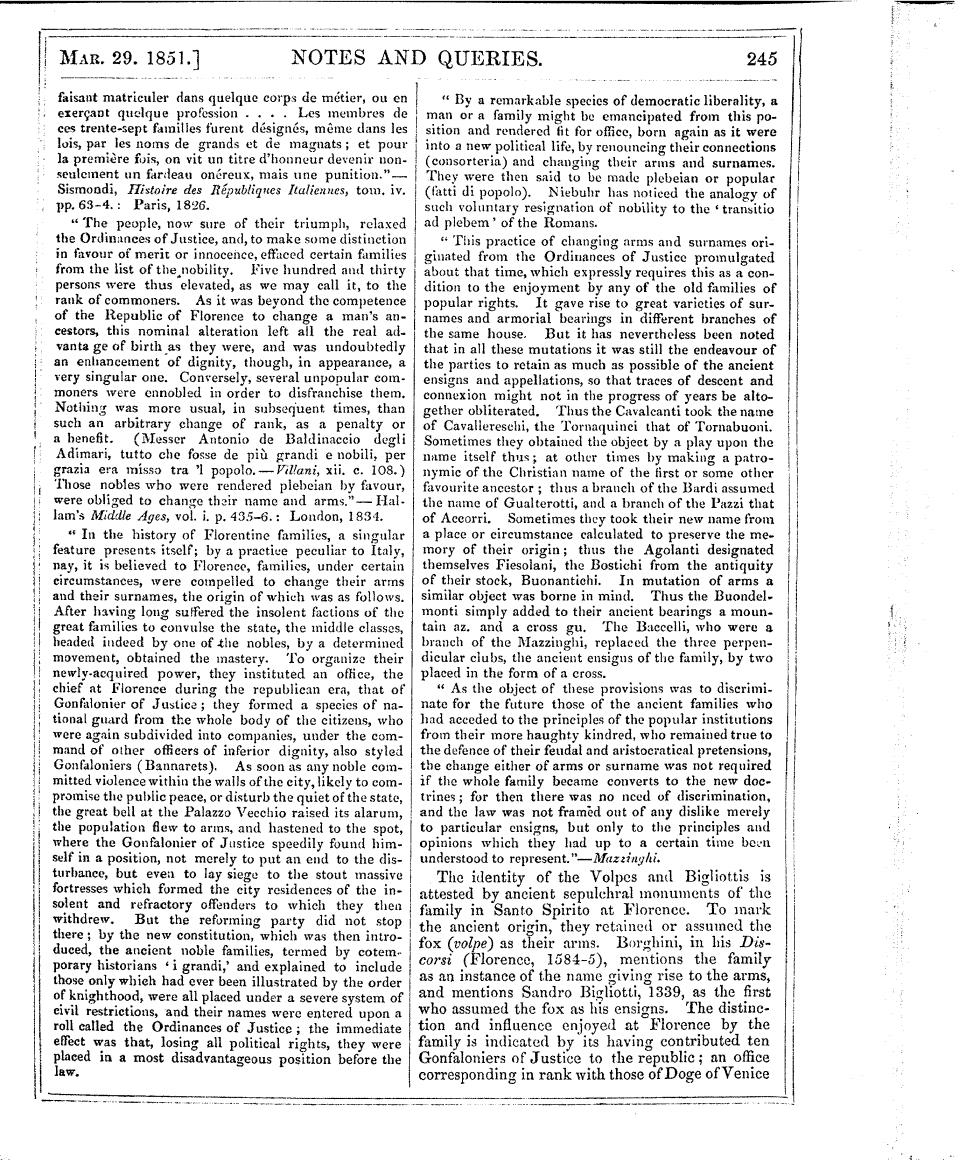 MAR. 29. 1851.] NOTES AND QUERIES. 245
faisant matriculer dans quelque corps de métier, ou en
exerçant quelque profession . . . . Les membres de
ces trente-sept familles furent désignés, même dans les
lois, par les noms de grands et de magnats; et pour
la première fois, on vit un titre d'honneur devenir non-
seulement un fardeau onéreux, mais une punition."—
Sismondi, Histoire des Républiques Italiennes, tom. iv.
pp. 63-4. : Paris, 1826.
" The people, now sure of their triumph, relaxed
the Ordinances of Justice, and, to make some distinction
in favour of merit or innocence, effaced certain families
from the list of the nobility. Five hundred and thirty
persons were thus elevated, as we may call it, to the
rank of commoners. As it was beyond the competence
of the Republic of Florence to change a man's an-
cestors, this nominal alteration left all the real ad-
vanta ge of birth as they were, and was undoubtedly
an enhancement of dignity, though, in appearance, a
very singular one. Conversely, several unpopular com-
moners were ennobled in order to disfranchise them.
Nothing was more usual, in subsequent times, than
such an arbitrary change of rank, as a penalty or
a benefit. (Messer Antonio de Baldinaccio degli
Adimari, tutto che fosse de più grandi e nobili, per
grazia era misso tra 'l popolo.—Villani, xii. c. 108.)
Those nobles who were rendered plebeian by favour,
were obliged to change their name and arms."—Hal-
lam's Middle Ages, vol. i. p. 435-6. : London, 1834.
" In the history of Florentine families, a singular
feature presents itself; by a practice peculiar to Italy,
nay, it is believed to Florence, families, under certain
circumstances, were compelled to change their arms
and their surnames, the origin of which was as follows.
After having long suffered the insolent factions of the
great families to convulse the state, the middle classes,
headed indeed by one of the nobles, by a determined
movement, obtained the mastery. To organize their
newly-acquired power, they instituted an office, the
chief at Florence during the republican era, that of
Gonfalonier of Justice; they formed a species of na-
tional guard from the whole body of the citizens, who
were again subdivided into companies, under the com-
mand of other officers of inferior dignity, also styled
Gonfaloniers (Bannarets). As soon as any noble com-
mitted violence within the walls of the city, likely to com-
promise the public peace, or disturb the quiet of the state,
the great bell at the Palazzo Vecchio raised its alarum,
the population flew to arms, and hastened to the spot,
where the Gonfalonier of Justice speedily found him-
self in a position, not merely to put an end to the dis-
turbance, but even to lay siege to the stout massive
fortresses which formed the city residences of the in-
solent and refractory offenders to which they then
withdrew. But the reforming party did not stop
there; by the new constitution, which was then intro-
duced, the ancient noble families, termed by cotem-
porary historians ' i grandi,' and explained to include
those only which had ever been illustrated by the order
of knighthood, were all placed under a severe system of
civil restrictions, and their names were entered upon a
roll called the Ordinances of Justice; the immediate
effect was that, losing all political rights, they were
placed in a most disadvantageous position before the
law.
" By a remarkable species of democratic liberality, a
man or a family might be emancipated from this po-
sition and rendered fit for office, born again as it were
into a new political life, by renouncing their connections
(consorteria) and changing their arms and surnames.
They were then said to be made plebeian or popular
(fatti di popolo). Niebuhr has noticed the analogy of
such voluntary resignation of nobility to the ' transitio
ad plebem ' of the Romans.
" This practice of changing arms and surnames ori-
ginated from the Ordinances of Justice promulgated
about that time, which expressly requires this as a con-
dition to the enjoyment by any of the old families of
popular rights. It gave rise to great varieties of sur-
names and armorial bearings in different branches of
the same house. But it has nevertheless been noted
that in all these mutations it was still the endeavour of
the parties to retain as much as possible of the ancient
ensigns and appellations, so that traces of descent and
connexion might not in the progress of years be alto-
gether obliterated. Thus the Cavalcanti took the name
of Cavallereschi, the Tornaquinci that of Tornabuoni.
Sometimes they obtained the object by a play upon the
name itself thus; at other times by making a patro-
nymic of the Christian name of the first or some other
favourite ancestor; thus a branch of the Bardi assumed
the name of Gualterotti, and a branch of the Pazzi that
of Accorri. Sometimes they took their new name from
a place or circumstance calculated to preserve the me-
mory of their origin; thus the Agolanti designated
themselves Fiesolani, the Bostichi from the antiquity
of their stock, Buonantichi. In mutation of arms a
similar object was borne in mind. Thus the Buondel-
monti simply added to their ancient bearings a moun-
tain az. and a cross gu. The Baccelli, who were a
branch of the Mazzinghi, replaced the three perpen-
dicular clubs, the ancient ensigns of the family, by two
placed in the form of a cross.
" As the object of these provisions was to discrimi-
nate for the future those of the ancient families who
had acceded to the principles of the popular institutions
from their more haughty kindred, who remained true to
the defence of their feudal and aristocratical pretensions,
the change either of arms or surname was not required
if the whole family became converts to the new doc-
trines; for then there was no need of discrimination,
and the law was not framed out of any dislike merely
to particular ensigns, but only to the principles and
opinions which they had up to a certain time been
understood to represent."—Mazzinghi.
The identity of the Volpes and Bigliottis is
attested by ancient sepulchral monuments of the
family in Santo Spirito at Florence. To mark
the ancient origin, they retained or assumed the
fox (volpe) as their arms. Borghini, in his Dis-
corsi (Florence, 1584-5), mentions the family
as an instance of the name giving rise to the arms,
and mentions Sandro Bigliotti, 1339, as the first
who assumed the fox as his ensigns. The distinc-
tion and influence enjoyed at Florence by the
family is indicated by its having contributed ten
Gonfaloniers of Justice to the republic; an office
corresponding in rank with those of Doge of Venice